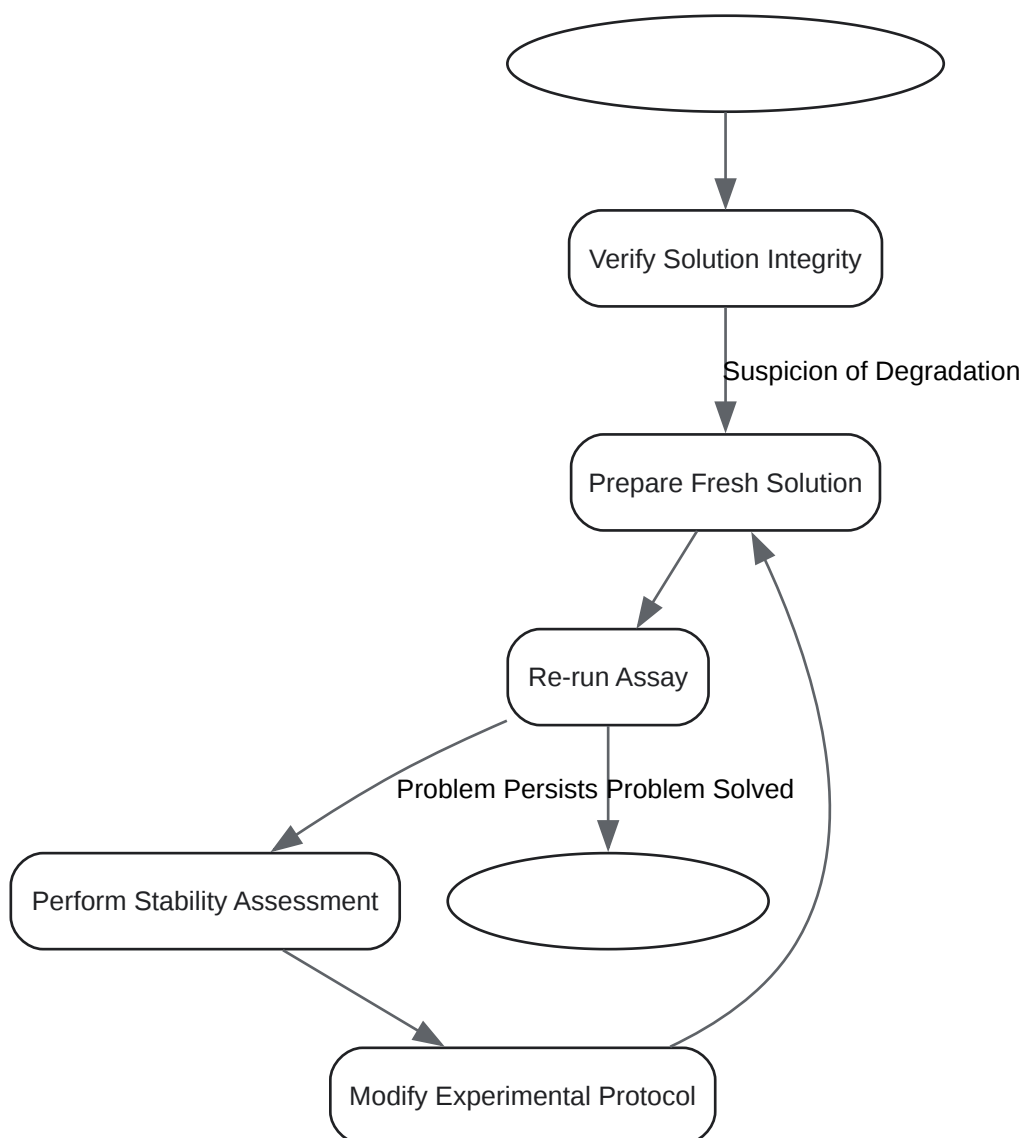 Verify Solution Integrity
Suspicion of Degradation
Prepare Fresh Solution
Re-run Assay
Problem Persists
Problem Solved
Perform Stability Assessment
Modify Experimental Protocol